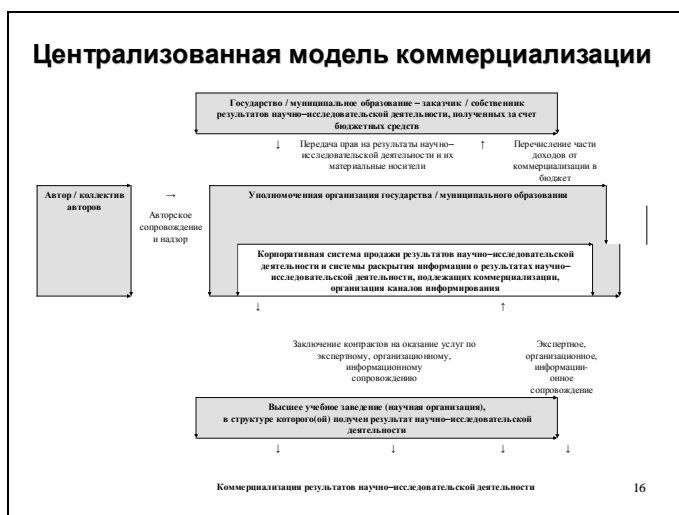 Централизованная модель коммерциализации
Государство / муниципальное образование – заказчик / собственник
результатов научно–исследовательской деятельности, полученных за счет
бюджетных средств
↓
Передача прав на результаты научно–
исследовательской деятельности и их
материальные носители
↑
Перечисление части
доходов от
коммерциализации в
бюджет
Автор / коллектив
авторов
→
Авторское
сопровождение
и надзор
Уполномоченная организация государства / муниципального образования
Корпоративная система продажи результатов научно–исследовательской
деятельности и системы раскрытия информации о результатах научно–
исследовательской деятельности, подлежащих коммерциализации,
организация каналов информирования
↓ ↑
Заключение контрактов на оказание услуг по
экспертному, организационному,
информационному
сопровождению
Экспертное,
организационное,
информаци-
онное
сопровождение
Высшее учебное заведение (научная организация),
в структуре которого(ой) получен результат научно–исследовательской
деятельности
↓ ↓ ↓ ↓
Коммерциализация результатов научно–исследовательской деятельности
16